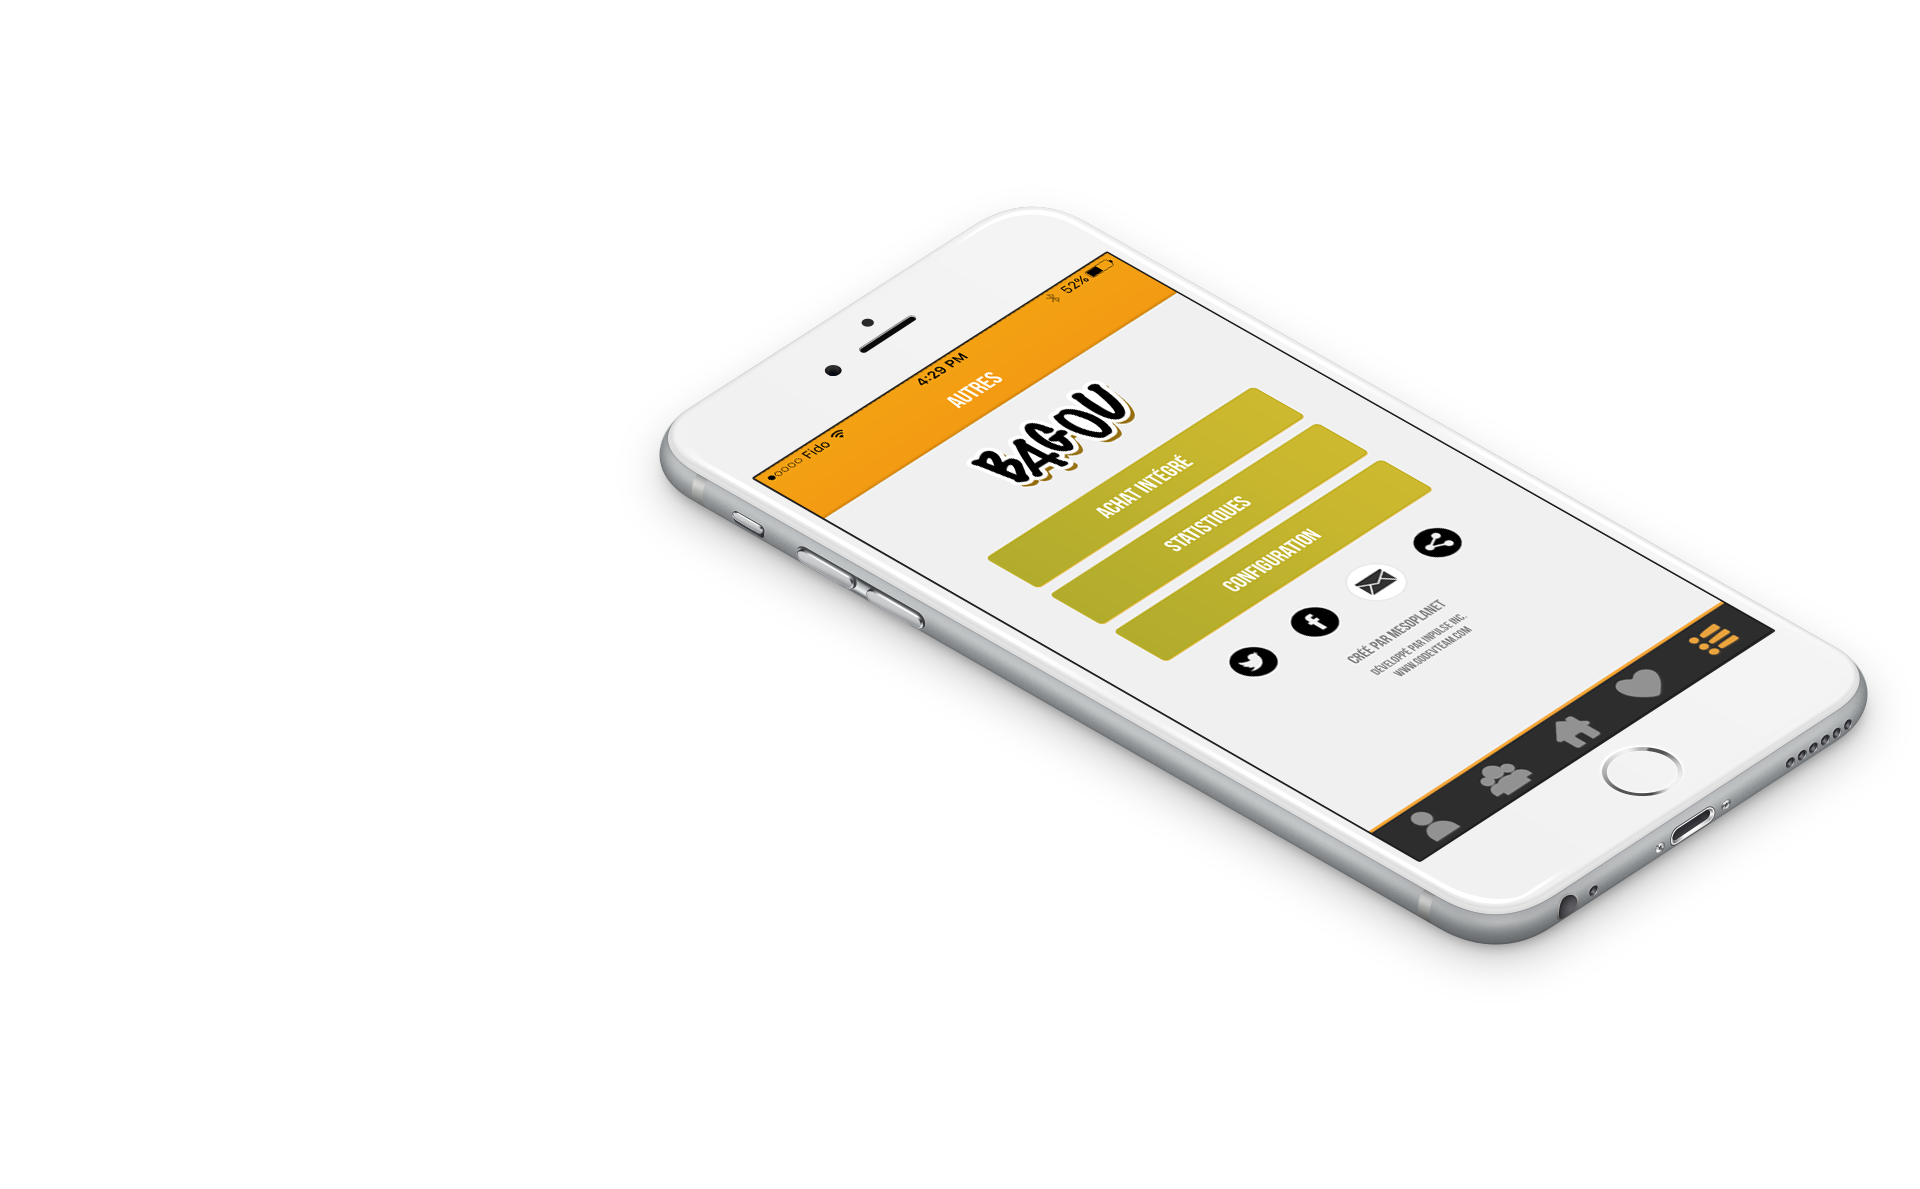 Fido 4:29 PM 52%
AUTRES
BAGOU
ACHAT INTÉGRÉ
STATISTIQUES
CONFIGURATION
CRÉÉ PAR MESOPLANET
DÉVELOPPÉ PAR INPULSE INC.
WWW.GODEVTEAM.COM